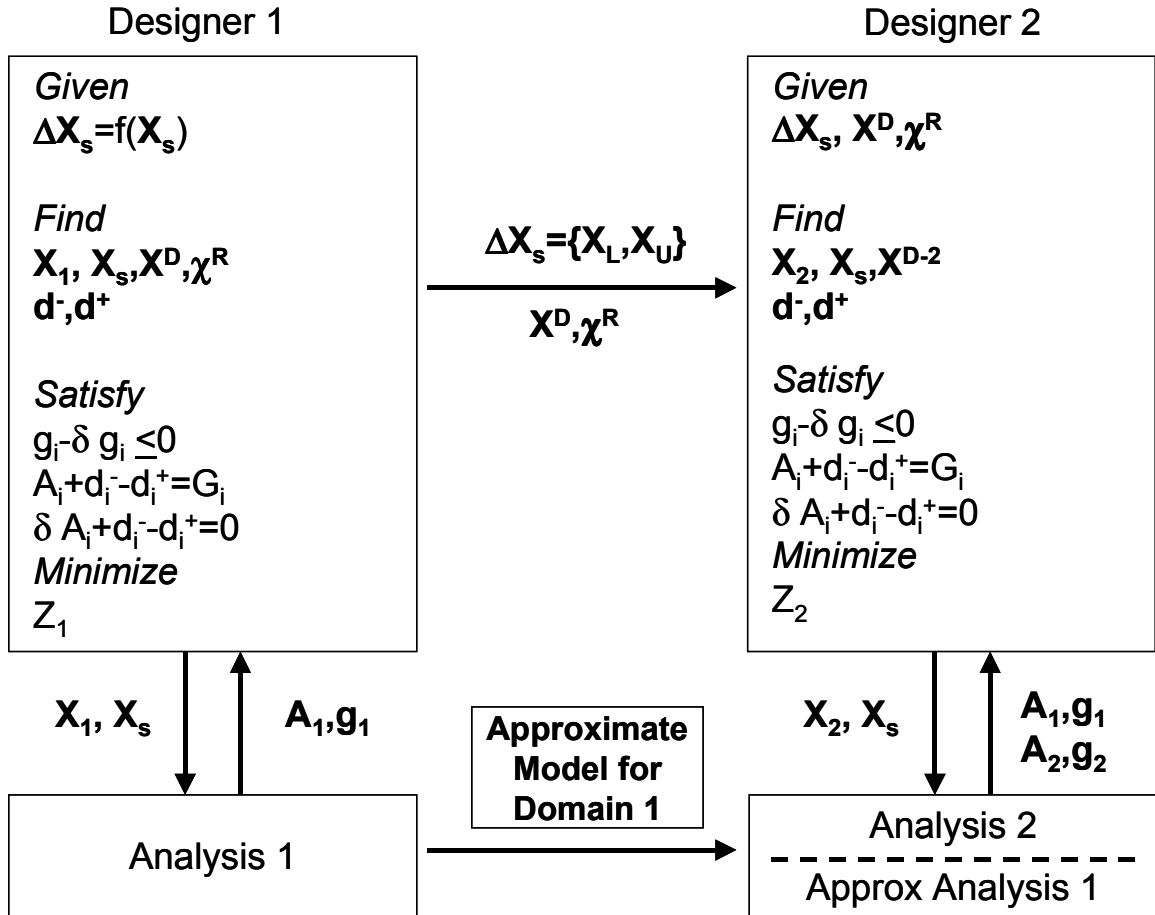 Designer 1
Given
ΔXₛ=f(Xₛ)
Find
X₁, Xₛ,Xᴰ,χᴿ
d⁻,d⁺
Satisfy
gᵢ-δ gᵢ ≤0
Aᵢ+dᵢ⁻-dᵢ⁺=Gᵢ
δ Aᵢ+dᵢ⁻-dᵢ⁺=0
Minimize
Z₁
ΔXₛ={X_L,X_U}
Xᴰ,χᴿ
Designer 2
Given
ΔXₛ, Xᴰ,χᴿ
Find
X₂, Xₛ,Xᴰ⁻²
d⁻,d⁺
Satisfy
gᵢ-δ gᵢ ≤0
Aᵢ+dᵢ⁻-dᵢ⁺=Gᵢ
δ Aᵢ+dᵢ⁻-dᵢ⁺=0
Minimize
Z₂
X₁, Xₛ
A₁,g₁
Approximate
Model for
Domain 1
X₂, Xₛ
A₁,g₁
A₂,g₂
Analysis 1
Analysis 2
Approx Analysis 1